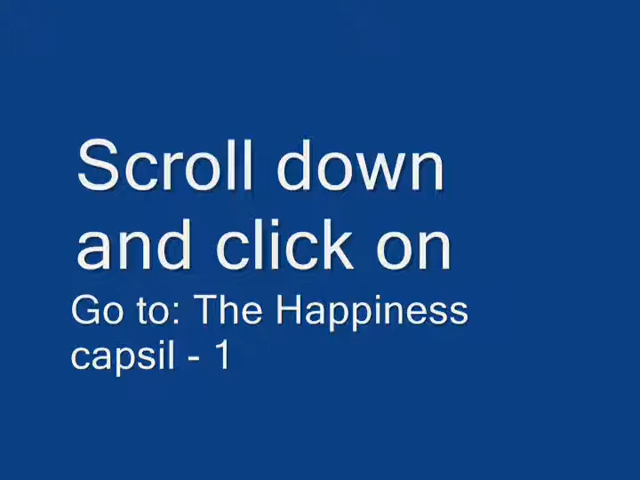 Scroll down
and click on
Go to: The Happiness
capsil - 1